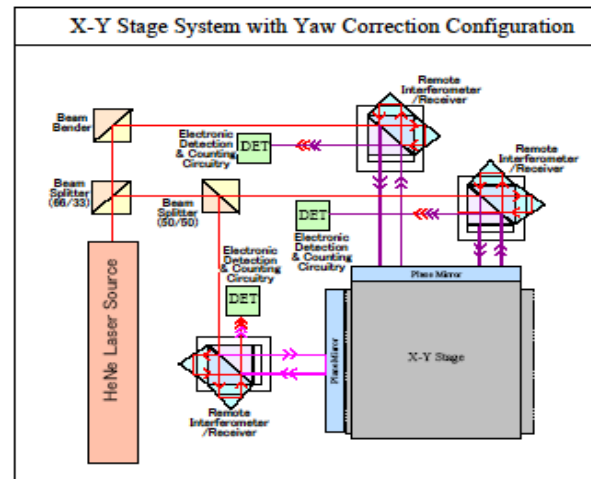 X-Y Stage System with Yaw Correction Configuration
Remote
Interferometer
/Receiver
Beam
Bender
Electronic
Detection
& Counting
Circuitry
DET
Remote
Interferometer
/Receiver
Beam
Splitter
(66/33)
Beam
Splitter
(50/50)
DET
Electronic
Detection
& Counting
Circuitry
Electronic
Detection
& Counting
Circuitry
DET
HeNe Laser Source
Plane Mirror
Plane Mirror
X-Y Stage
Remote
Interferometer
/Receiver